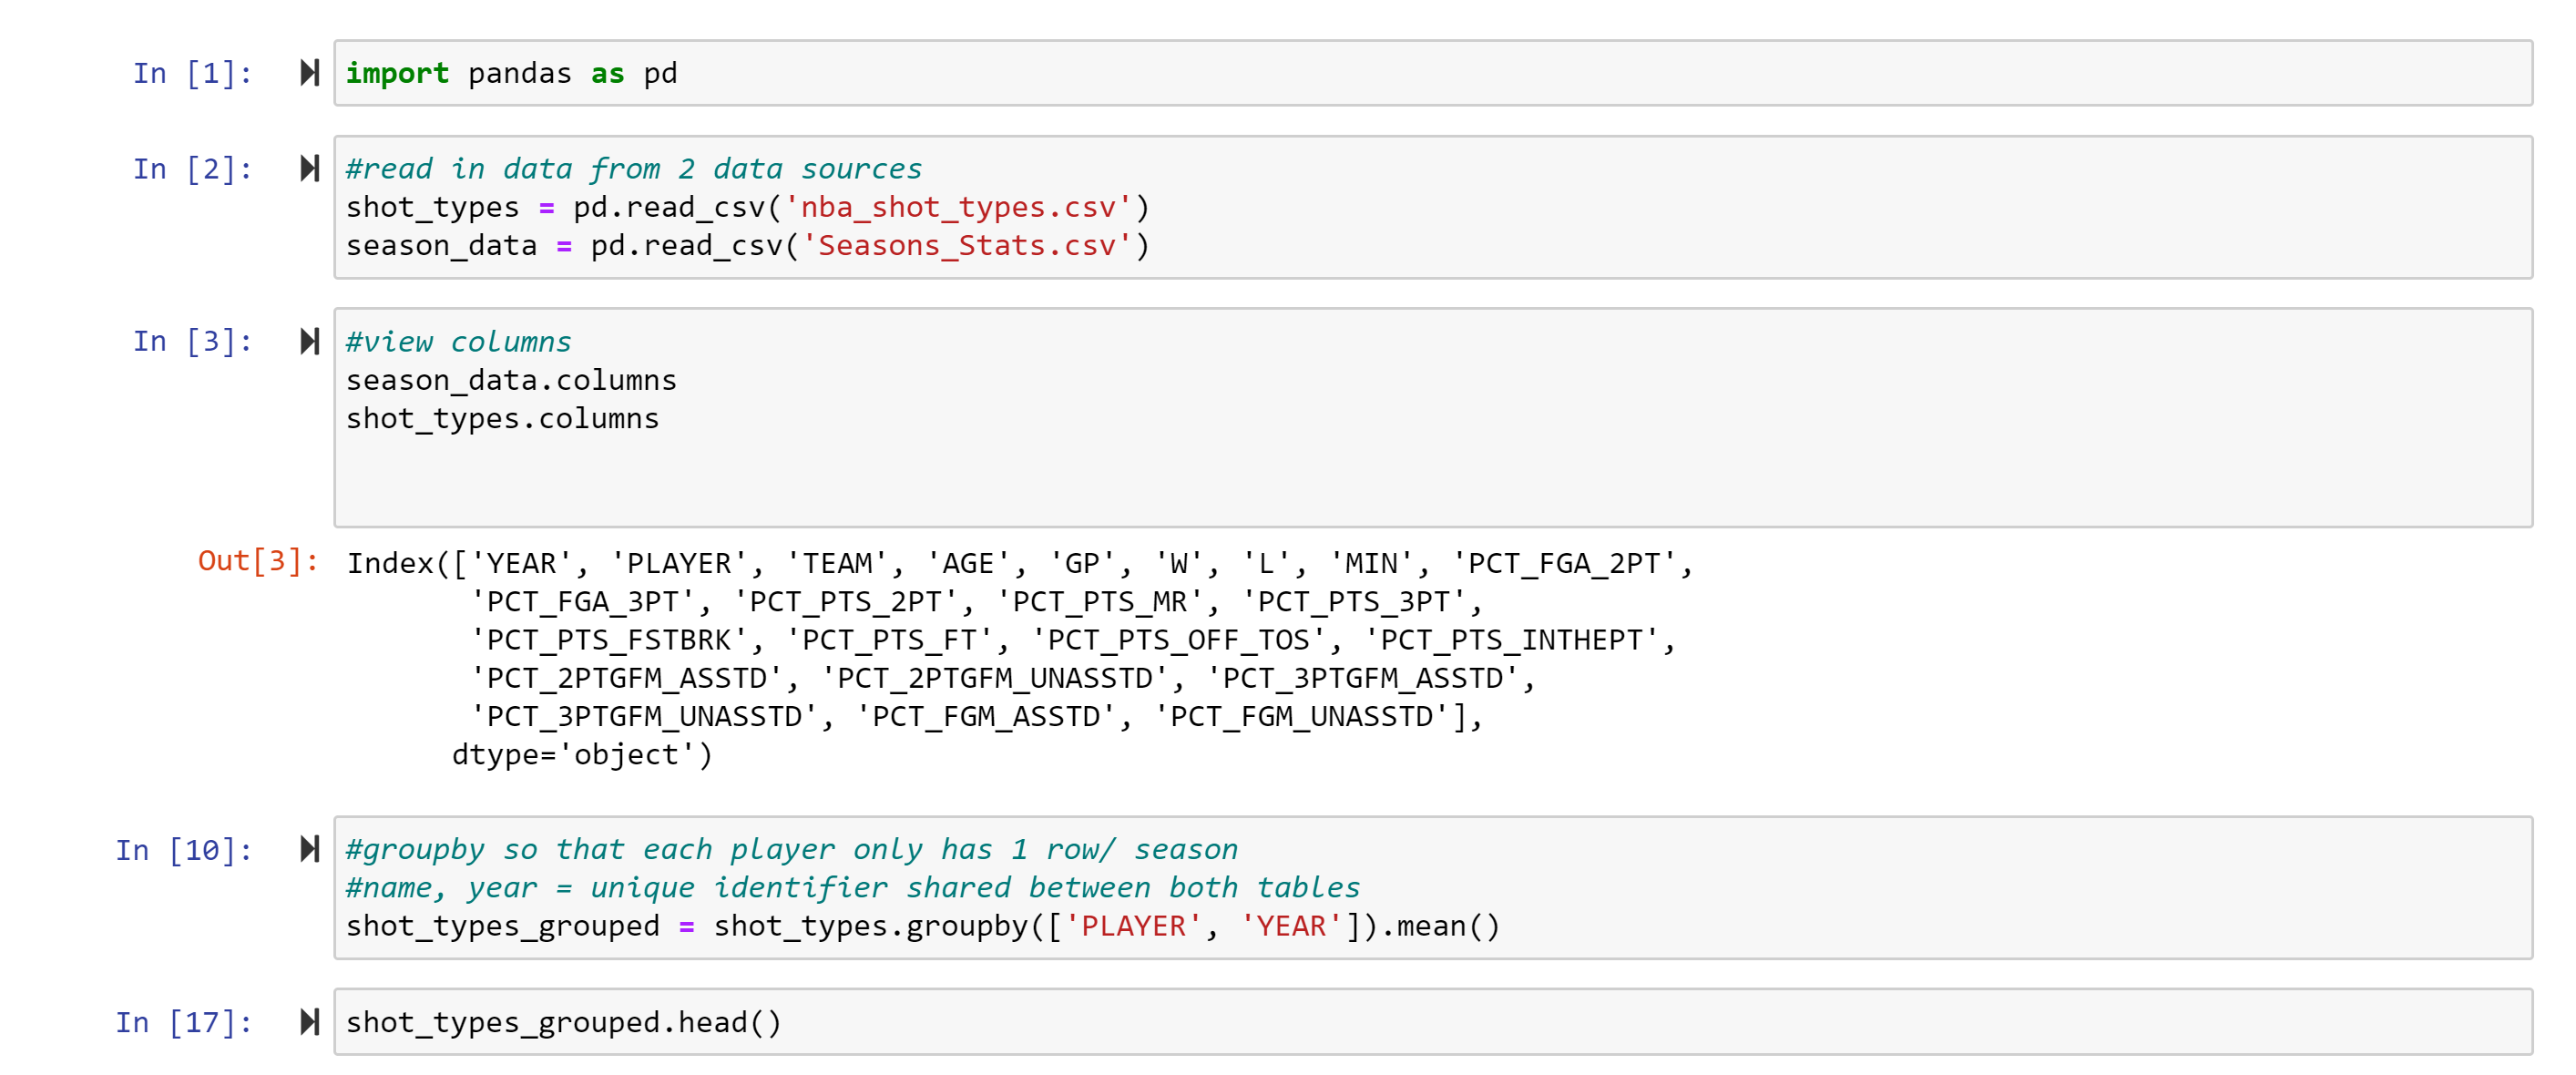 In [1]: import pandas as pd
In [2]: #read in data from 2 data sources
shot_types = pd.read_csv('nba_shot_types.csv')
season_data = pd.read_csv('Seasons_Stats.csv')
In [3]: #view columns
season_data.columns
shot_types.columns
Out[3]: Index(['YEAR', 'PLAYER', 'TEAM', 'AGE', 'GP', 'W', 'L', 'MIN', 'PCT_FGA_2PT',
'PCT_FGA_3PT', 'PCT_PTS_2PT', 'PCT_PTS_MR', 'PCT_PTS_3PT',
'PCT_PTS_FSTBRK', 'PCT_PTS_FT', 'PCT_PTS_OFF_TOS', 'PCT_PTS_INTHEPT',
'PCT_2PTGFM_ASSTD', 'PCT_2PTGFM_UNASSTD', 'PCT_3PTGFM_ASSTD',
'PCT_3PTGFM_UNASSTD', 'PCT_FGM_ASSTD', 'PCT_FGM_UNASSTD'],
dtype='object')
In [10]: #groupby so that each player only has 1 row/ season
#name, year = unique identifier shared between both tables
shot_types_grouped = shot_types.groupby(['PLAYER', 'YEAR']).mean()
In [17]: shot_types_grouped.head()